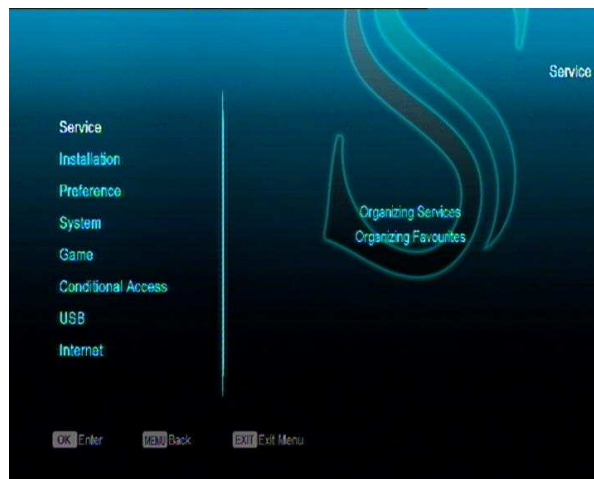 Service
Service
Installation
Preference
System
Game
Conditional Access
USB
Internet
Organizing Services
Organizing Favourites
OK Enter
MENU Back
EXIT Exit Menu